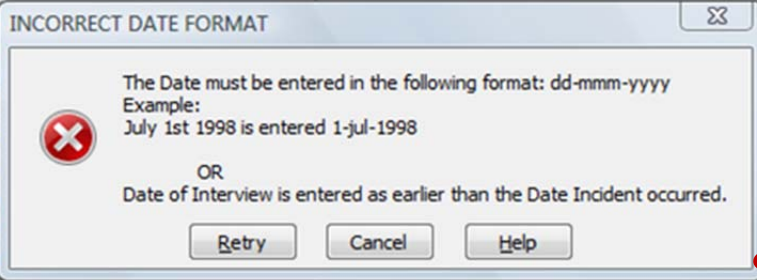 INCORRECT DATE FORMAT
The Date must be entered in the following format: dd-mmm-yyyy
Example:
July 1st 1998 is entered 1-jul-1998
OR
Date of Interview is entered as earlier than the Date Incident occurred.
Retry Cancel Help